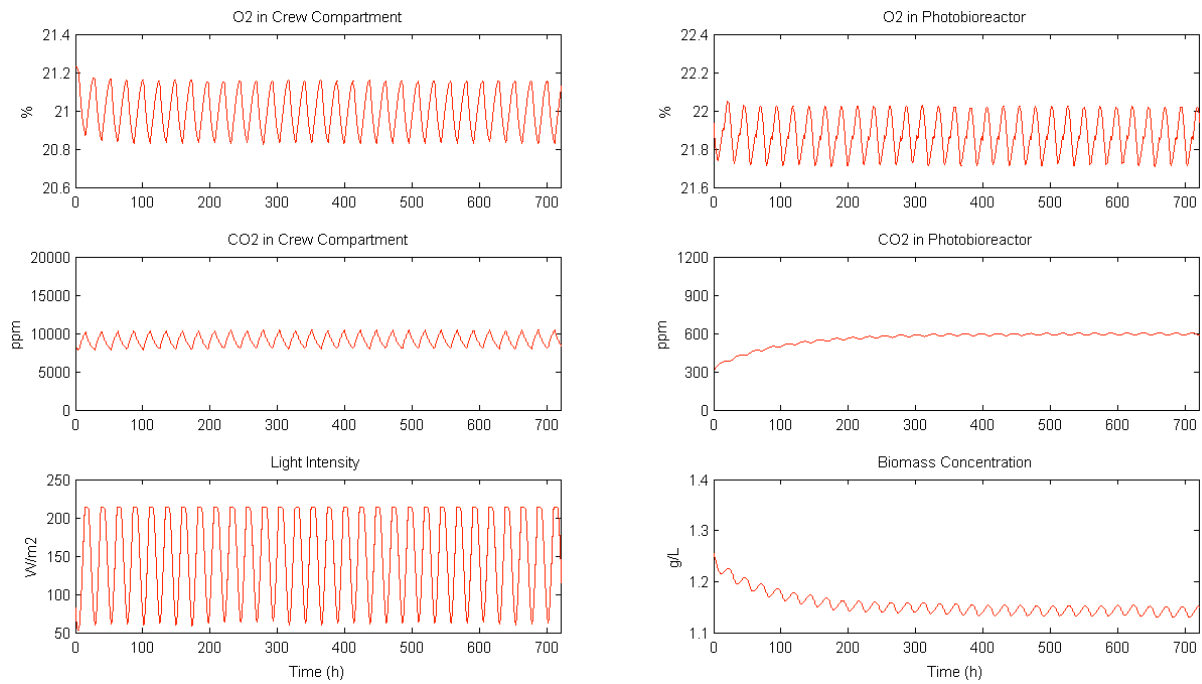 O2 in Crew Compartment
21.4
21.2
21
20.8
20.6
%
0 100 200 300 400 500 600 700
O2 in Photobioreactor
22.4
22.2
22
21.8
21.6
%
0 100 200 300 400 500 600 700
CO2 in Crew Compartment
20000
15000
10000
5000
0
ppm
0 100 200 300 400 500 600 700
CO2 in Photobioreactor
1200
900
600
300
0
ppm
0 100 200 300 400 500 600 700
Light Intensity
250
200
150
100
50
W/m2
0 100 200 300 400 500 600 700
Time (h)
Biomass Concentration
1.4
1.3
1.2
1.1
g/L
0 100 200 300 400 500 600 700
Time (h)